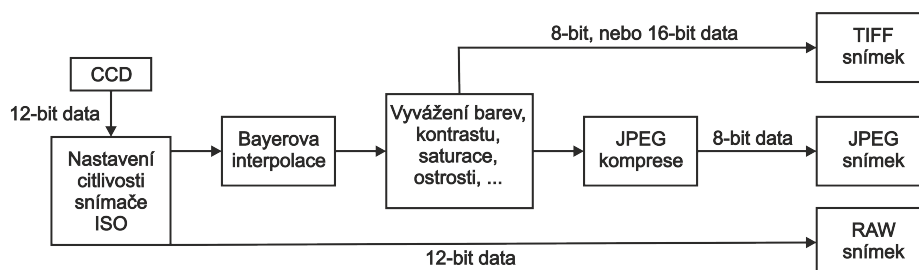 8-bit, nebo 16-bit data
TIFF
snímek
CCD
12-bit data
Nastavení
citlivosti
snímače
ISO
Bayerova
interpolace
Vyvážení barev,
kontrastu,
saturace,
ostrosti, ...
JPEG
komprese
8-bit data
JPEG
snímek
12-bit data
RAW
snímek